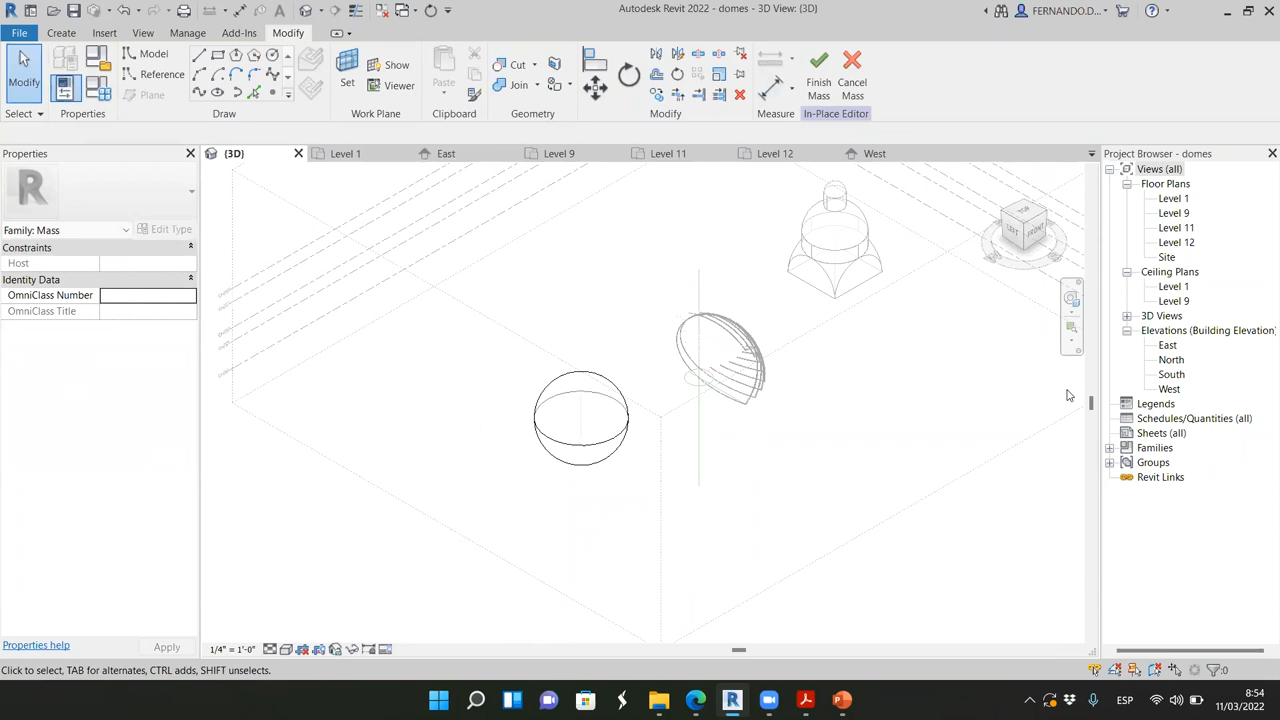 Autodesk Revit 2022 - domes - 3D View: {3D}
FERNANDO.D...
File Create Insert Manage View Add-Ins Modify
Modify
Select
Properties
Model
Reference
Plane
Draw
Set
Show
Viewer
Work Plane
Paste
Clipboard
Cut
Join
Geometry
Modify
Measure
Finish Mass
Cancel Mass
In-Place Editor
Properties
{3D}
Level 1
East
Level 9
Level 11
Level 12
West
Project Browser - domes
Family: Mass
Edit Type
Constraints
Host
Identity Data
OmniClass Number
OmniClass Title
TOP
LEFT
FRONT
Views (all)
Floor Plans
Level 1
Level 9
Level 11
Level 12
Site
Ceiling Plans
Level 1
Level 9
3D Views
Elevations (Building Elevation)
East
North
South
West
Legends
Schedules/Quantities (all)
Sheets (all)
Families
Groups
Revit Links
Properties help
Apply
1/4" = 1'-0"
Click to select, TAB for alternates, CTRL adds, SHIFT unselects.
:0
ESP
8:54
11/03/2022